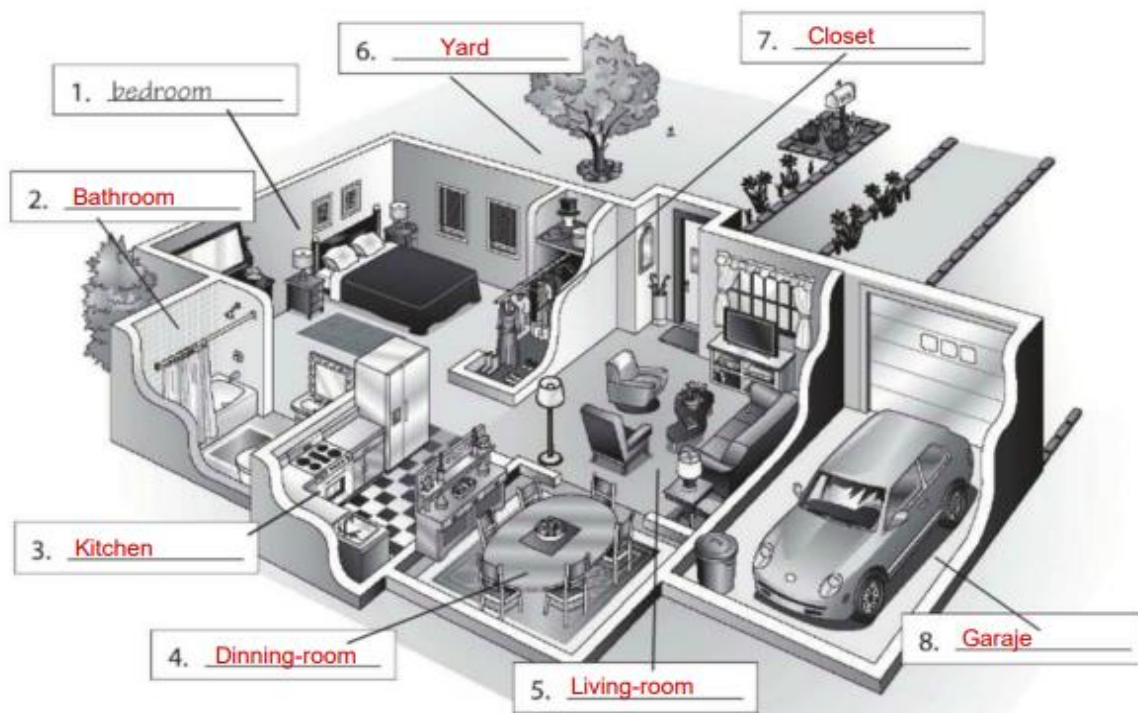 1. bedroom
2. Bathroom
3. Kitchen
4. Dinning-room
5. Living-room
6. Yard
7. Closet
8. Garaje